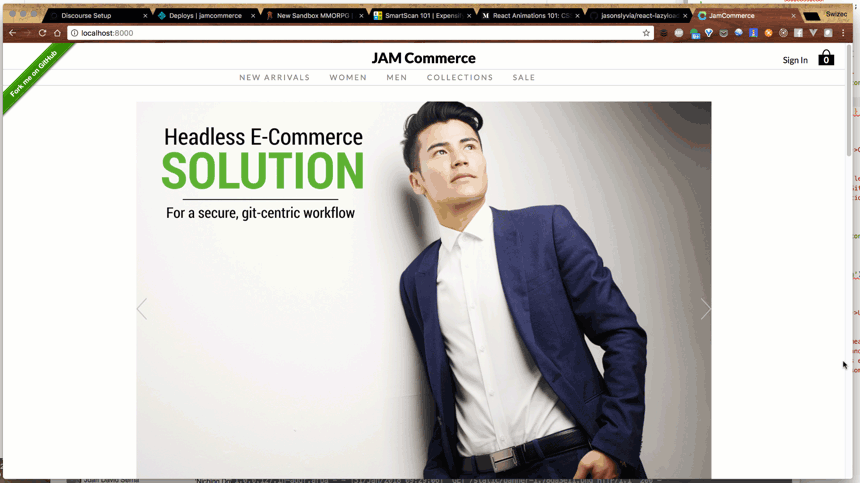 Discourse Setup
Deploys | jamcommerce
New Sandbox MMORPG
SmartScan 101 | Expensif
React Animations 101: CS
jasonslyvia/react-lazyloa
JamCommerce
Swizec
localhost:8000
Fork me on GitHub
JAM Commerce
Sign In
0
NEW ARRIVALS WOMEN MEN COLLECTIONS SALE
Headless E-Commerce
SOLUTION
For a secure, git-centric workflow